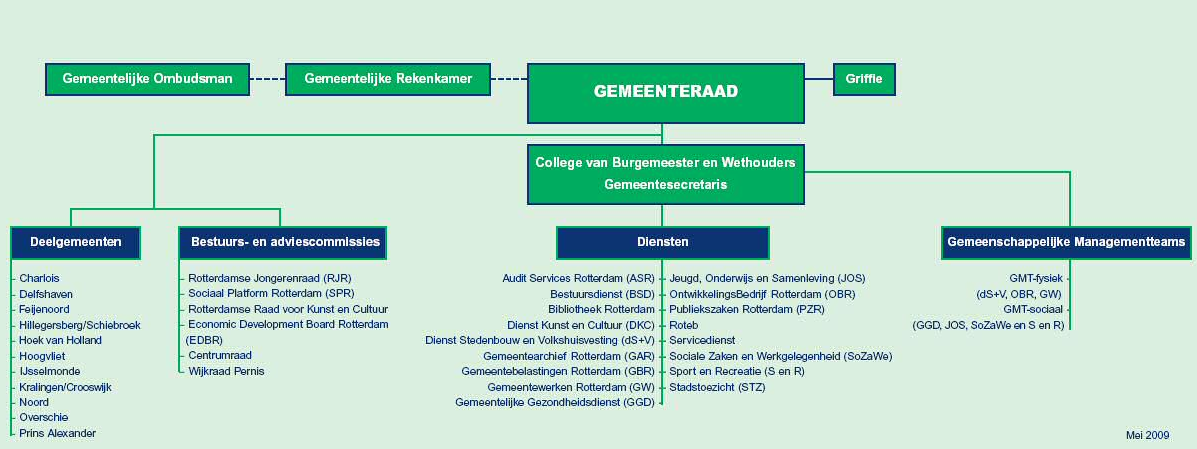 Gemeentelijke Ombudsman
Gemeentelijke Rekenkamer
GEMEENTERAAD
Griffie
College van Burgemeester en Wethouders
Gemeentesecretaris
Deelgemeenten
Charlois
Delfshaven
Feijenoord
Hillegersberg/Schiebroek
Hoek van Holland
Hoogvliet
IJsselmonde
Kralingen/Crooswijk
Noord
Overschie
Prins Alexander
Bestuurs- en adviescommissies
Rotterdamse Jongerenraad (RJR)
Sociaal Platform Rotterdam (SPR)
Rotterdamse Raad voor Kunst en Cultuur
Economic Development Board Rotterdam
(EDBR)
Centrumraad
Wijkraad Pernis
Diensten
Audit Services Rotterdam (ASR)
Bestuursdienst (BSD)
Bibliotheek Rotterdam
Dienst Kunst en Cultuur (DKC)
Dienst Stedenbouw en Volkshuisvesting (dS+V)
Gemeentearchief Rotterdam (GAR)
Gemeentebelastingen Rotterdam (GBR)
Gemeentewerken Rotterdam (GW)
Gemeentelijke Gezondheidsdienst (GGD)
Jeugd, Onderwijs en Samenleving (JOS)
OntwikkelingsBedrijf Rotterdam (OBR)
Publiekszaken Rotterdam (PZR)
Roteb
Servicedienst
Sociale Zaken en Werkgelegenheid (SoZaWe)
Sport en Recreatie (S en R)
Stadstoezicht (STZ)
Gemeenschappelijke Managementteams
GMT-fysiek
(dS+V, OBR, GW)
GMT-sociaal
(GGD, JOS, SoZaWe en S en R)
Mei 2009